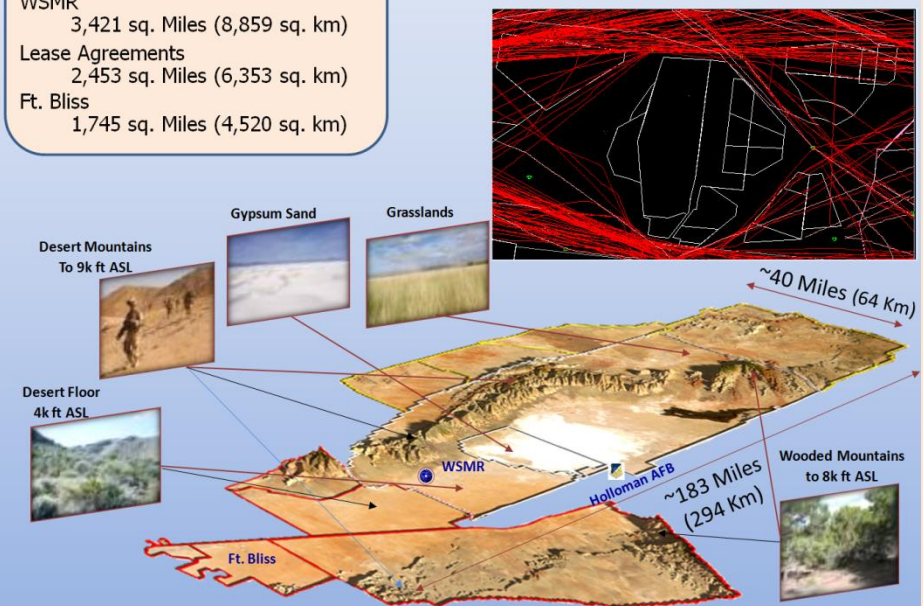 WSMR
3,421 sq. Miles (8,859 sq. km)
Lease Agreements
2,453 sq. Miles (6,353 sq. km)
Ft. Bliss
1,745 sq. Miles (4,520 sq. km)
Gypsum Sand
Grasslands
Desert Mountains
To 9k ft ASL
~40 Miles (64 Km)
Desert Floor
4k ft ASL
WSMR
Holloman AFB
~183 Miles
(294 Km)
Wooded Mountains
to 8k ft ASL
Ft. Bliss